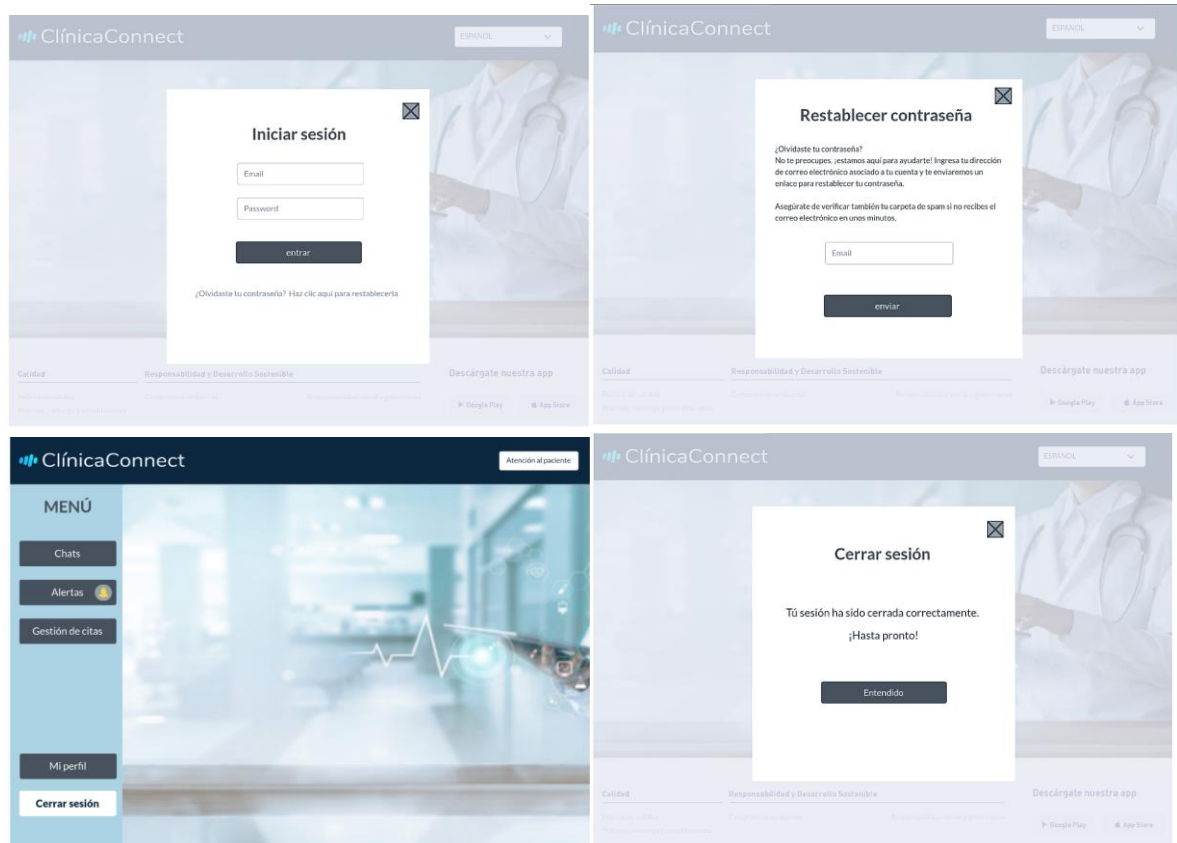 ClínicaConnect
ESPAÑOL
Iniciar sesión
Email
Password
entrar
¿Olvidaste tu contraseña? Haz clic aquí para restablecerla
Calidad
Responsabilidad y Desarrollo Sostenible
Descárgate nuestra app
Google Play
App Store
ClínicaConnect
ESPAÑOL
Restablecer contraseña
¿Olvidaste tu contraseña?
No te preocupes, ¡estamos aquí para ayudarte! Ingresa tu dirección
de correo electrónico asociado a tu cuenta y te enviaremos un
enlace para restablecer tu contraseña.
Asegúrate de verificar también tu carpeta de spam si no recibes el
correo electrónico en unos minutos.
Email
enviar
Calidad
Responsabilidad y Desarrollo Sostenible
Descárgate nuestra app
Google Play
App Store
ClínicaConnect
Atención al paciente
MENÚ
Chats
Alertas
Gestión de citas
Mi perfil
Cerrar sesión
ClínicaConnect
ESPAÑOL
Cerrar sesión
Tú sesión ha sido cerrada correctamente.
¡Hasta pronto!
Entendido
Calidad
Responsabilidad y Desarrollo Sostenible
Descárgate nuestra app
Google Play
App Store